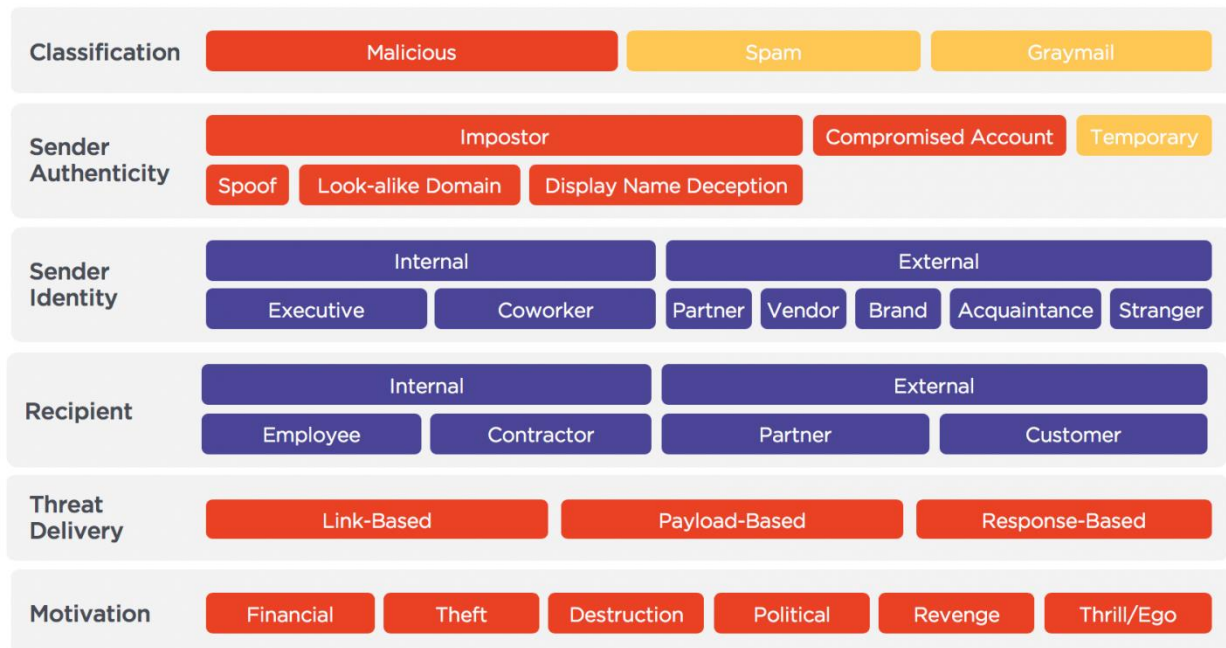 Classification
Malicious
Spam
Graymail
Sender
Authenticity
Impostor
Compromised Account
Temporary
Spoof
Look-alike Domain
Display Name Deception
Sender
Identity
Internal
External
Executive
Coworker
Partner
Vendor
Brand
Acquaintance
Stranger
Recipient
Internal
External
Employee
Contractor
Partner
Customer
Threat
Delivery
Link-Based
Payload-Based
Response-Based
Motivation
Financial
Theft
Destruction
Political
Revenge
Thrill/Ego